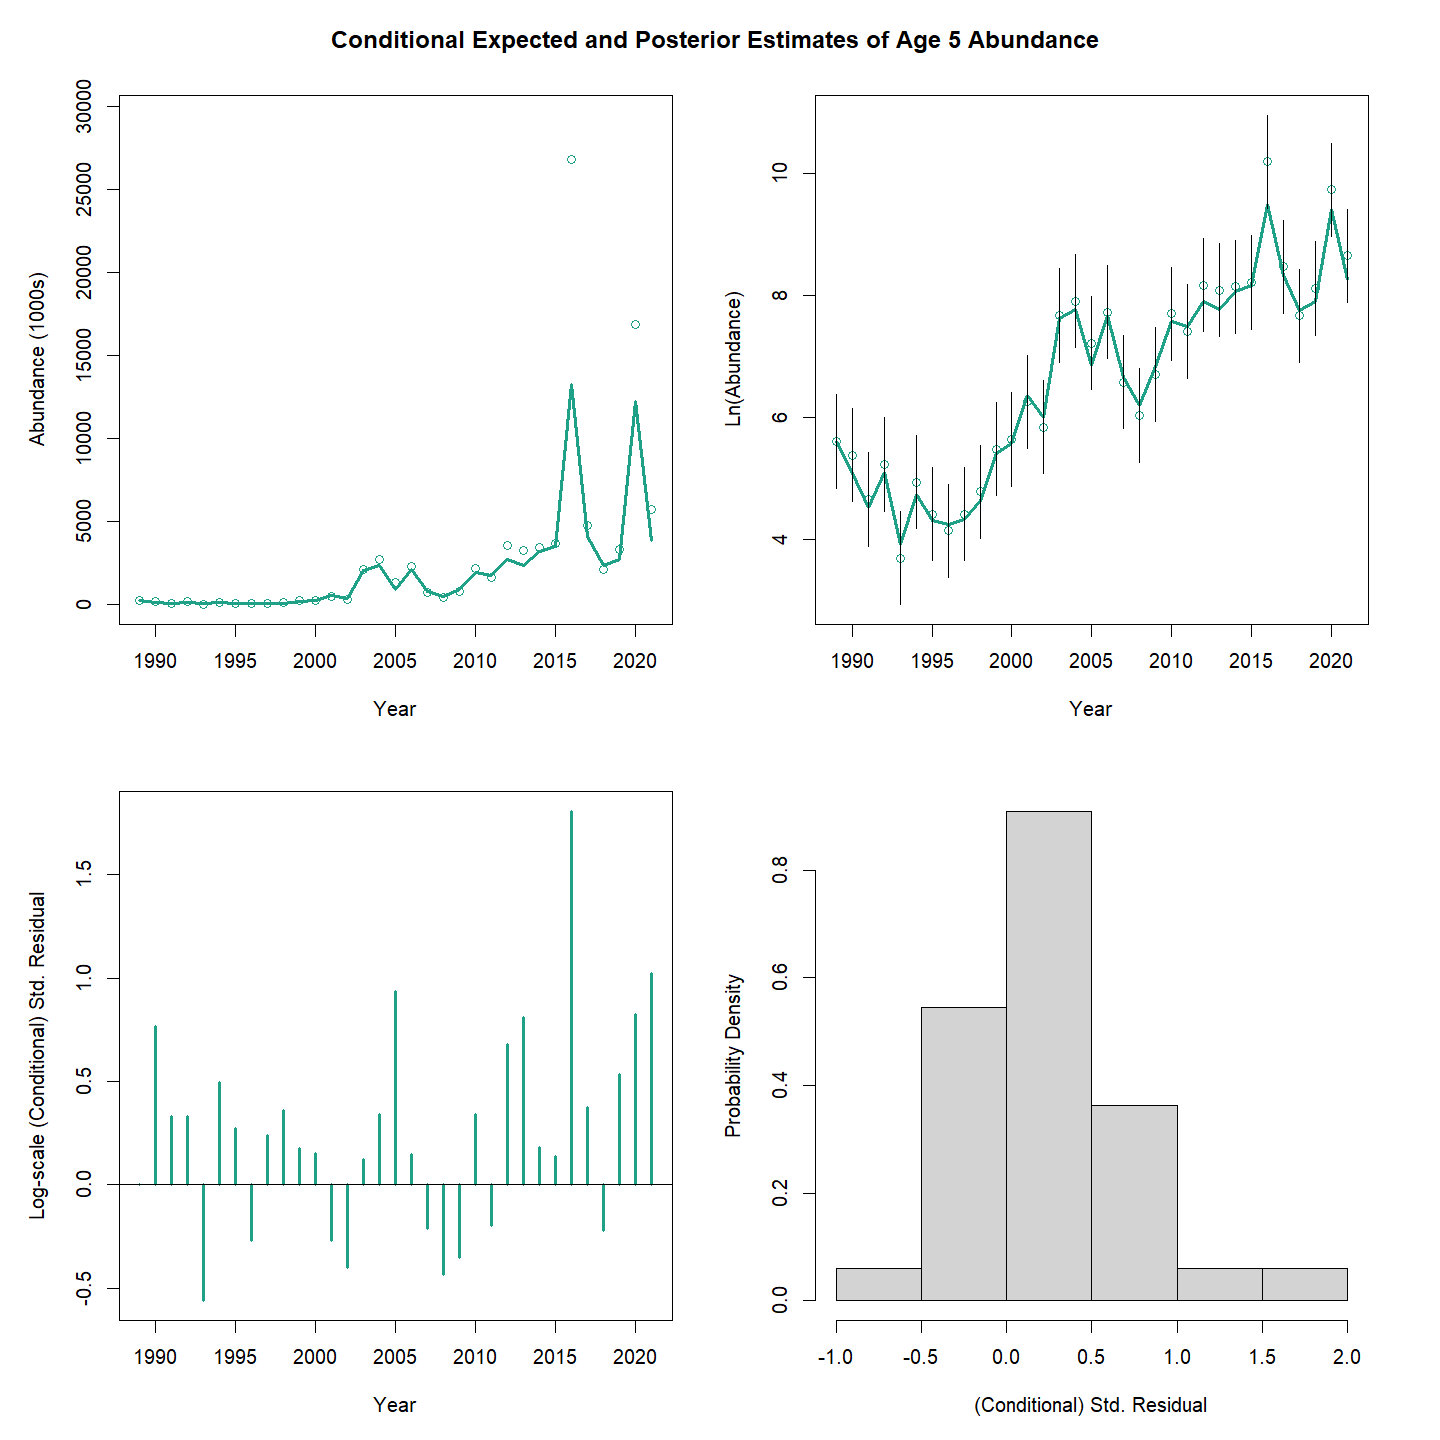 Conditional Expected and Posterior Estimates of Age 5 Abundance
Abundance (1000s)
30000
25000
20000
15000
10000
5000
0
1990 1995 2000 2005 2010 2015 2020
Year
Ln(Abundance)
10
8
6
4
1990 1995 2000 2005 2010 2015 2020
Year
Log-scale (Conditional) Std. Residual
1.5
1.0
0.5
0.0
-0.5
1990 1995 2000 2005 2010 2015 2020
Year
Probability Density
0.8
0.6
0.4
0.2
0.0
-1.0 -0.5 0.0 0.5 1.0 1.5 2.0
(Conditional) Std. Residual